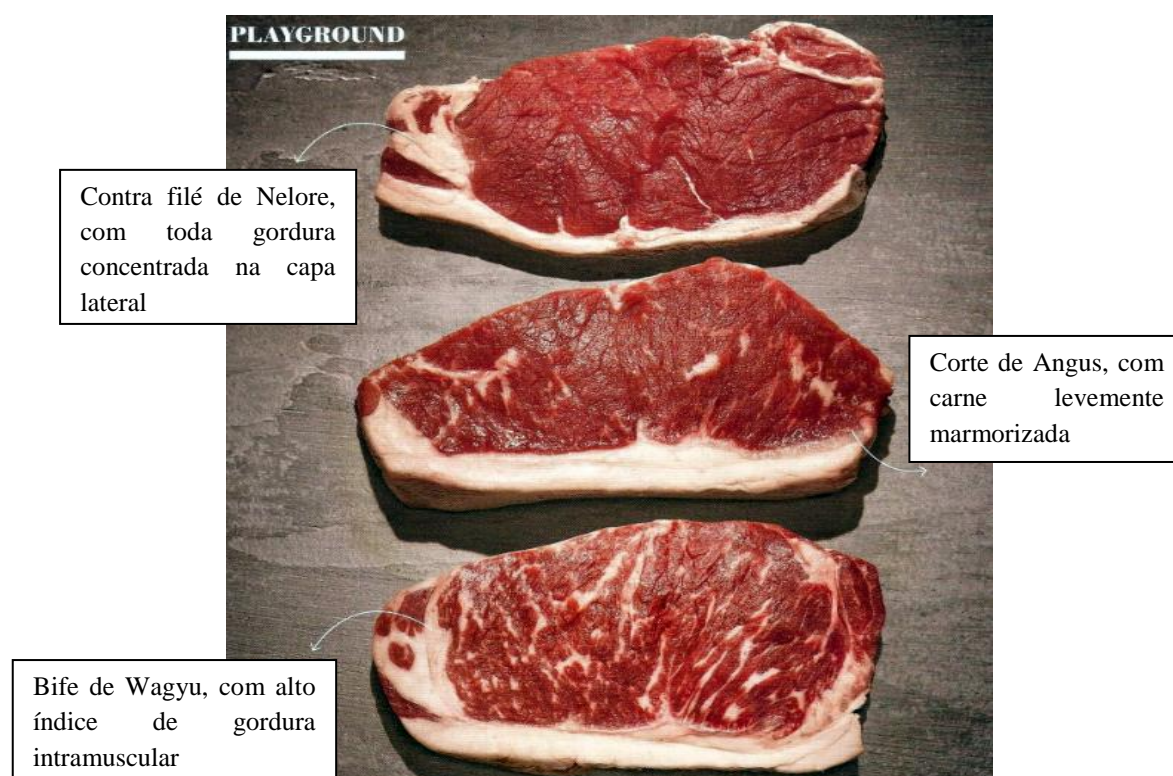 PLAYGROUND
Contra filé de Nelore,
com toda gordura
concentrada na capa
lateral
Corte de Angus, com
carne levemente
marmorizada
Bife de Wagyu, com alto
índice de gordura
intramuscular